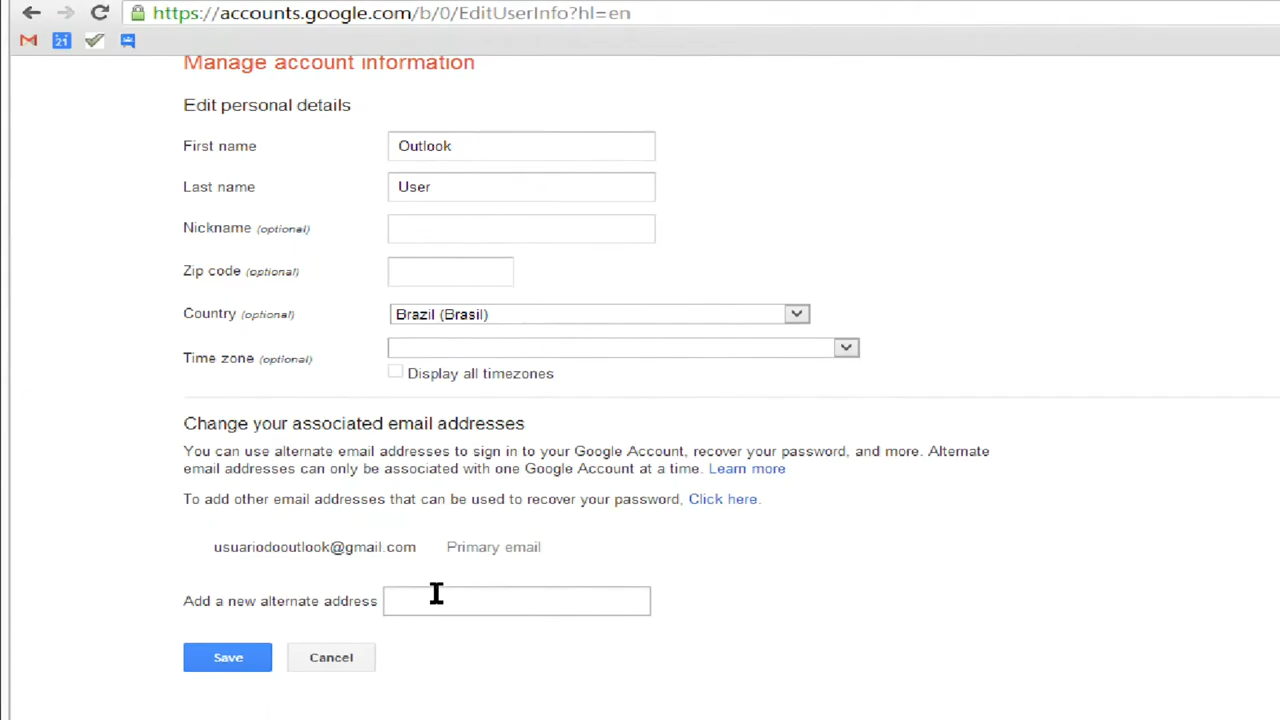 https://accounts.google.com/b/0/EditUserInfo?hl=en
21
Manage account information
Edit personal details
First name Outlook
Last name User
Nickname (optional)
Zip code (optional)
Country (optional) Brazil (Brasil)
Time zone (optional)
Display all timezones
Change your associated email addresses
You can use alternate email addresses to sign in to your Google Account, recover your password, and more. Alternate
email addresses can only be associated with one Google Account at a time. Learn more
To add other email addresses that can be used to recover your password, Click here.
usuariodooutlook@gmail.com Primary email
Add a new alternate address
Save Cancel